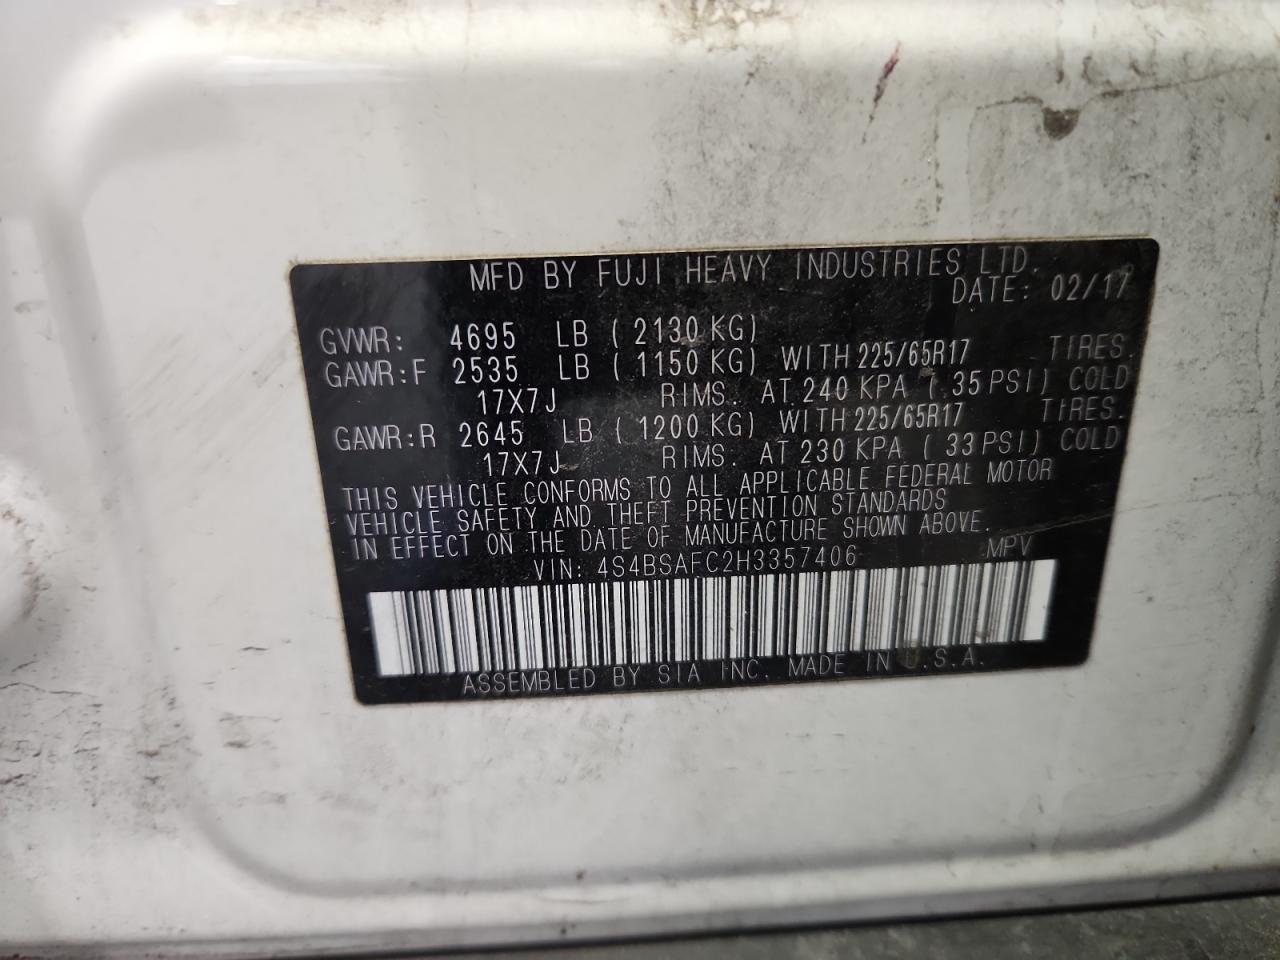 MFD BY FUJI HEAVY INDUSTRIES LTD.
DATE: 02/17
GVWR: 4695 LB ( 2130 KG)
GAWR:F 2535 LB ( 1150 KG) WITH 225/65R17 TIRES.
17X7J RIMS. AT 240 KPA ( 35 PSI) COLD
GAWR:R 2645 LB ( 1200 KG) WITH 225/65R17 TIRES.
17X7J RIMS. AT 230 KPA ( 33 PSI) COLD
THIS VEHICLE CONFORMS TO ALL APPLICABLE FEDERAL MOTOR
VEHICLE SAFETY AND THEFT PREVENTION STANDARDS
IN EFFECT ON THE DATE OF MANUFACTURE SHOWN ABOVE.
VIN: 4S4BSAFC2H3357406 MPV
ASSEMBLED BY SIA INC. MADE IN U.S.A.